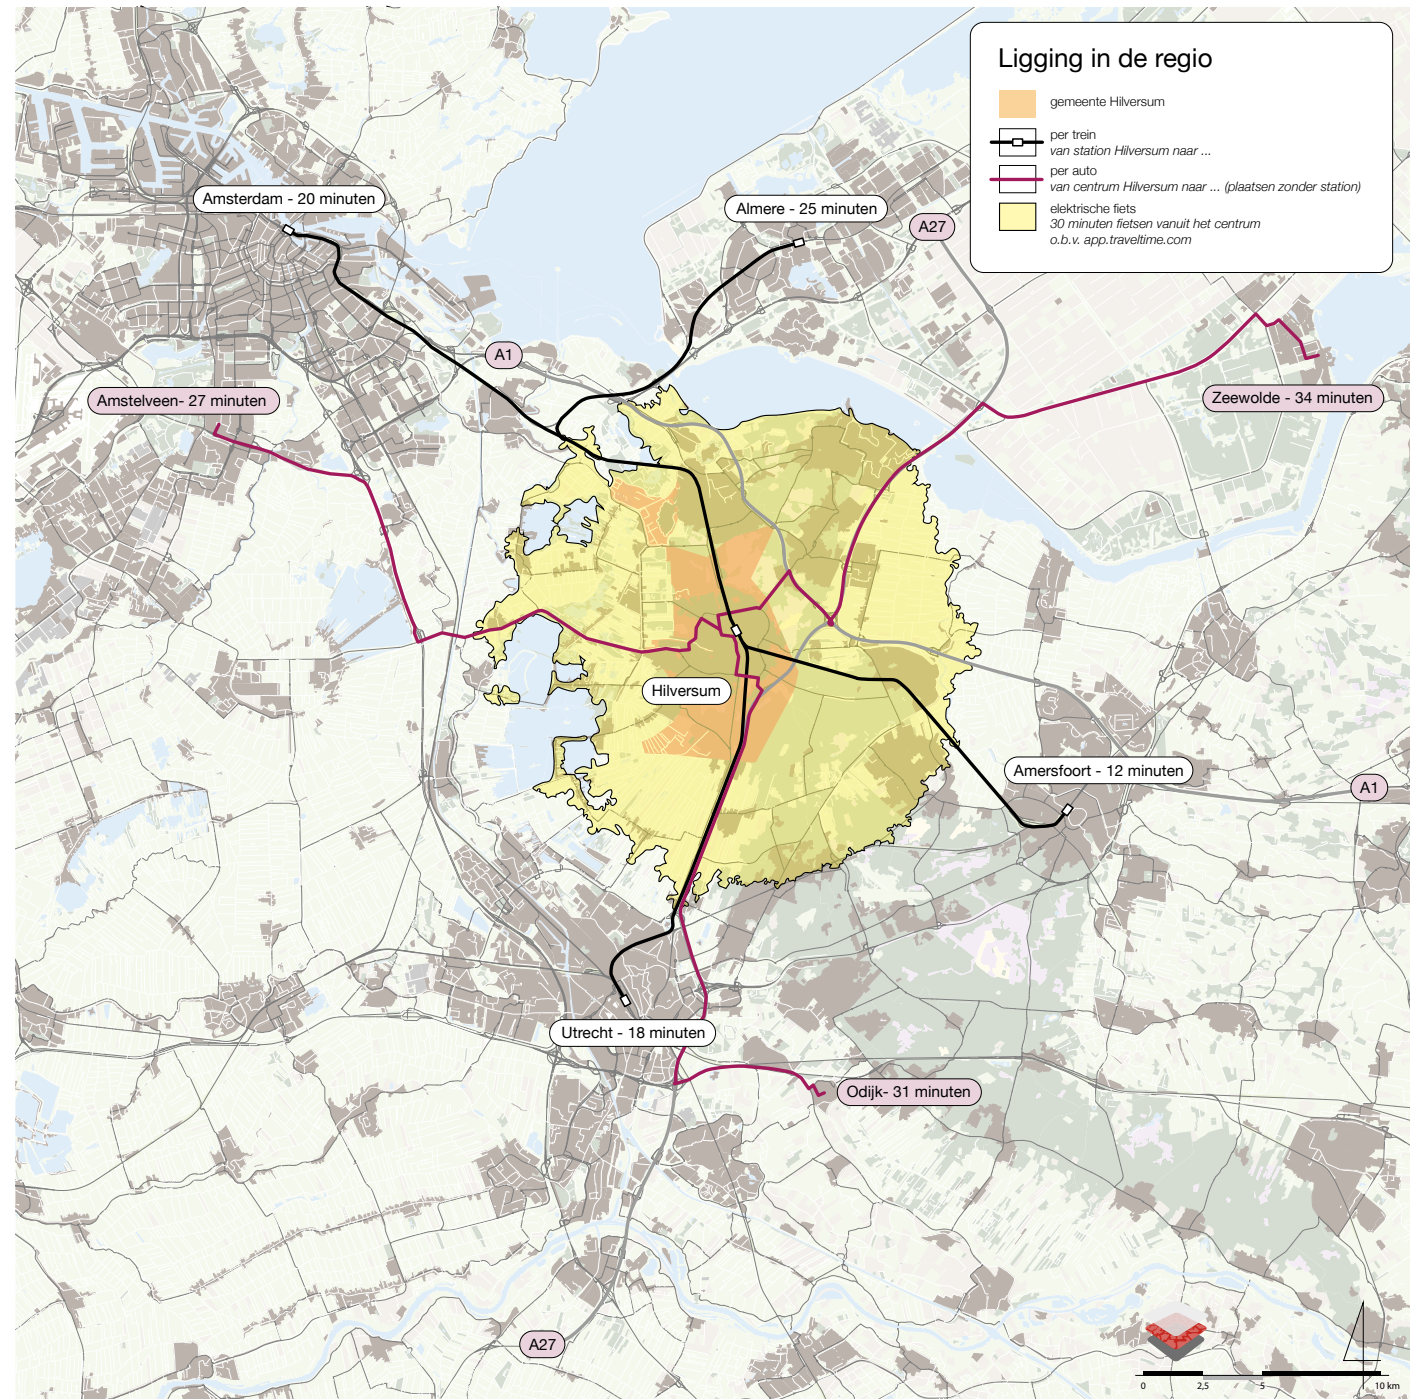 Ligging in de regio
gemeente Hilversum
per trein
van station Hilversum naar ...
per auto
van centrum Hilversum naar ... (plaatsen zonder station)
elektrische fiets
30 minuten fietsen vanuit het centrum
o.b.v. app.traveltime.com
Amsterdam - 20 minuten
Almere - 25 minuten
A27
A1
Amstelveen- 27 minuten
Zeewolde - 34 minuten
Hilversum
Amersfoort - 12 minuten
A1
Utrecht - 18 minuten
Odijk- 31 minuten
A27
0 2,5 5 10 km